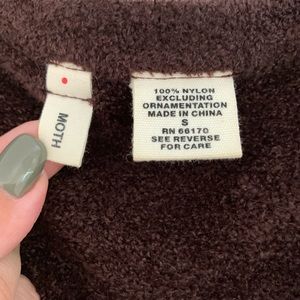 MOTH
100% NYLON
EXCLUDING
ORNAMENTATION
MADE IN CHINA
S
RN 66170
SEE REVERSE
FOR CARE